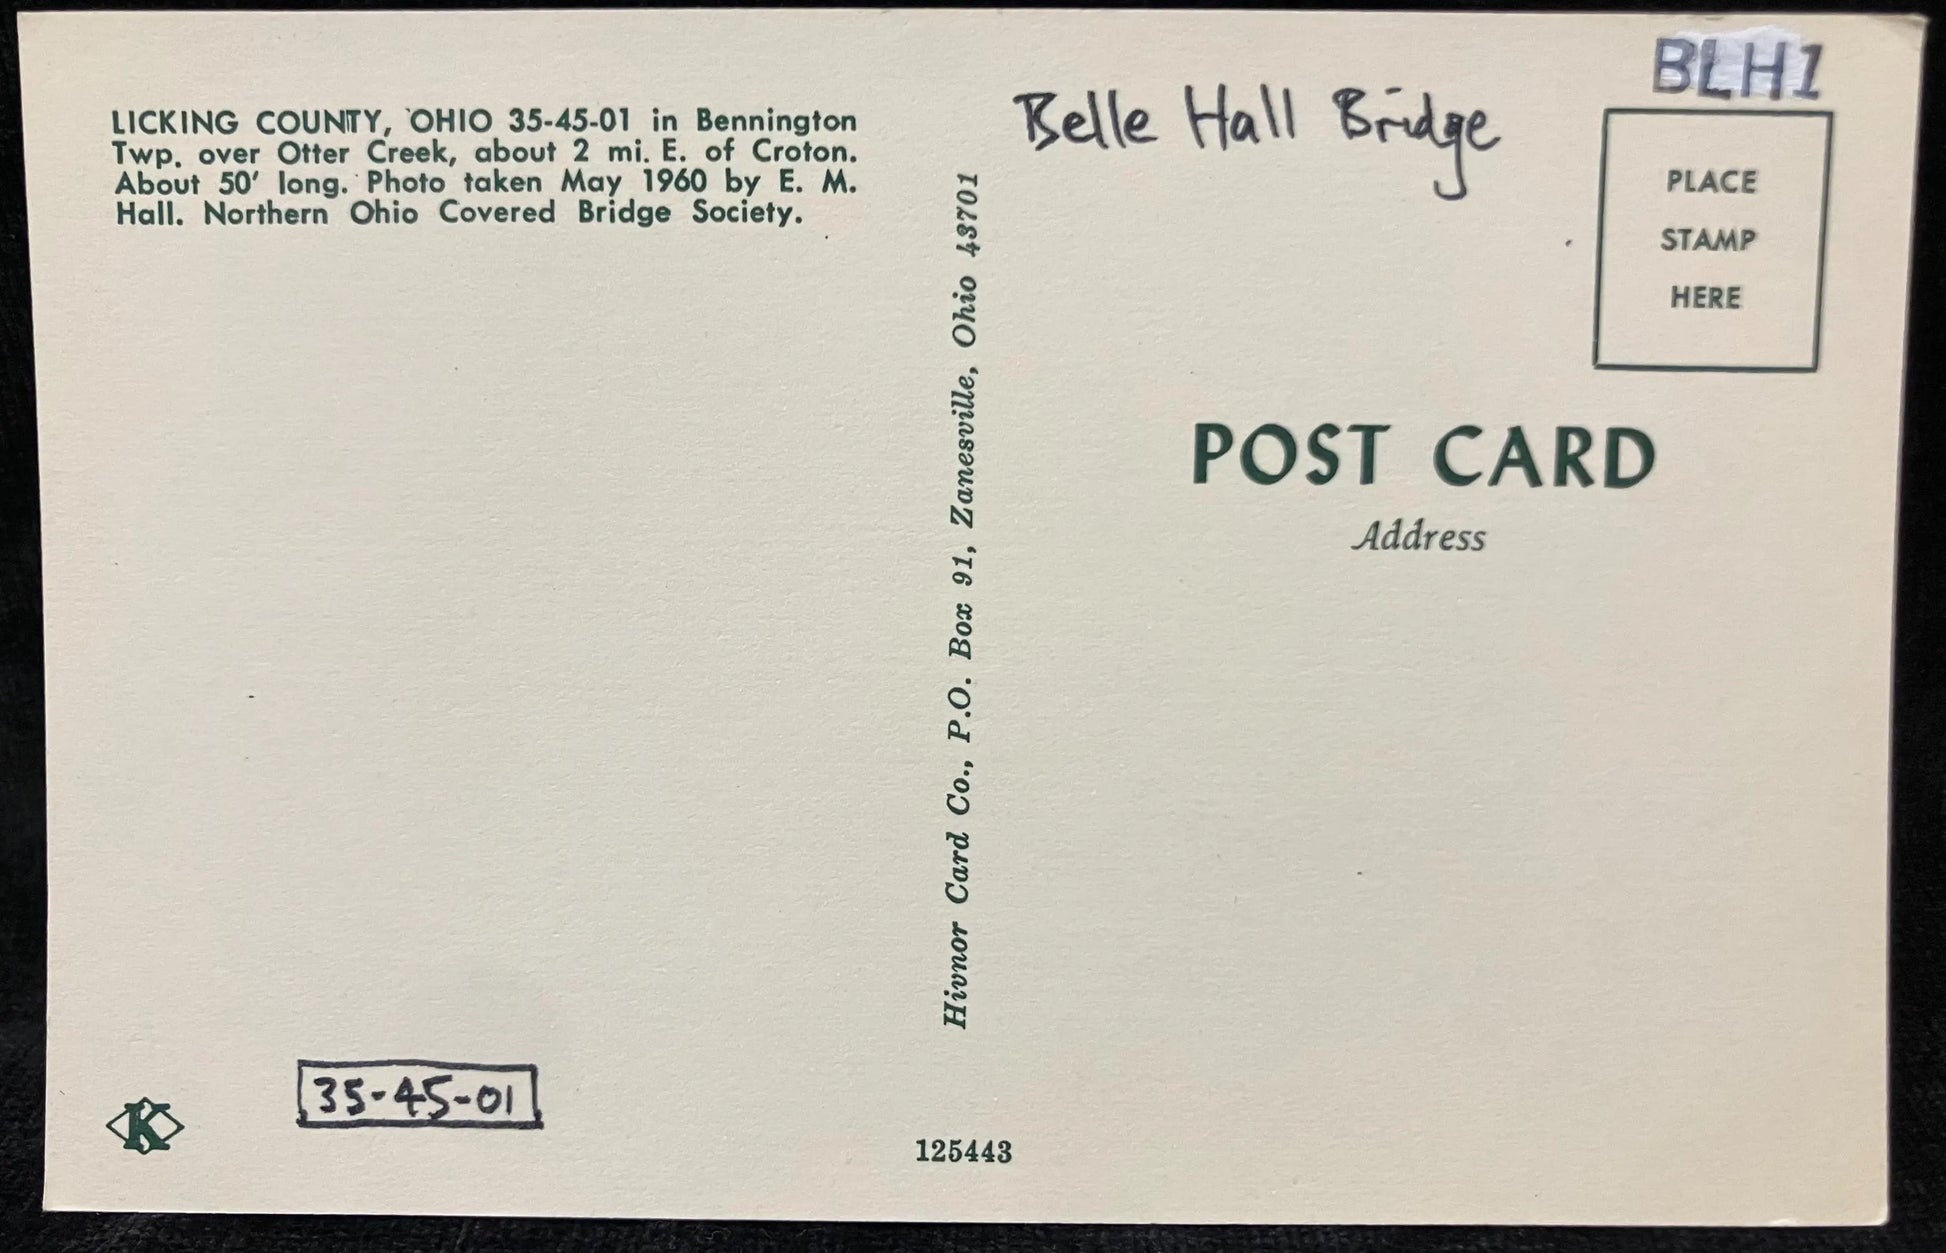 LICKING COUNTY, OHIO 35-45-01 in Bennington
Twp. over Otter Creek, about 2 mi. E. of Croton.
About 50' long. Photo taken May 1960 by E. M.
Hall. Northern Ohio Covered Bridge Society.
Belle Hall Bridge
BLH1
PLACE
STAMP
HERE
POST CARD
Address
Hivnor Card Co., P.O. Box 91, Zanesville, Ohio 43701
K
35-45-01
125443